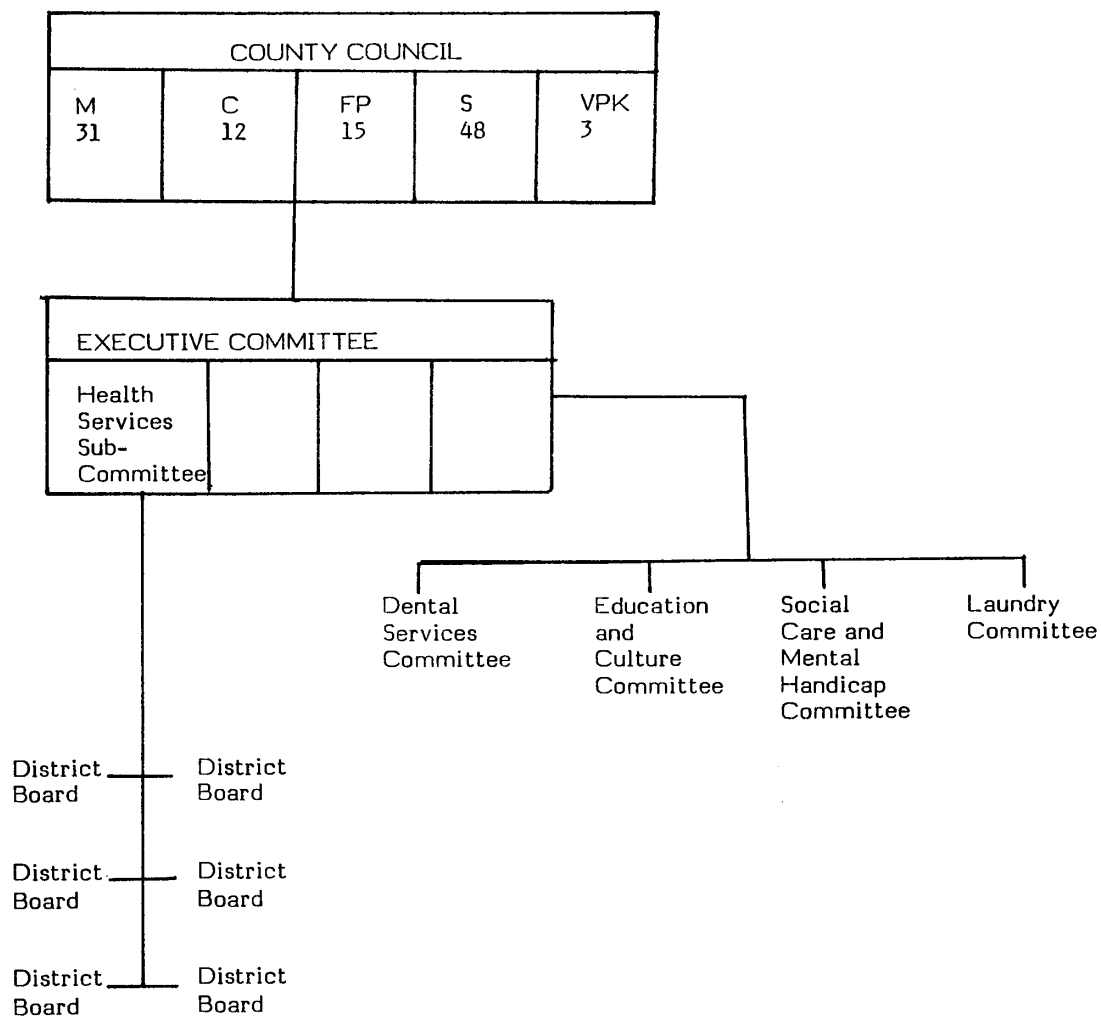 COUNTY COUNCIL
M
31
C
12
FP
15
S
48
VPK
3
EXECUTIVE COMMITTEE
Health
Services
Sub-
Committee
Dental
Services
Committee
Education
and
Culture
Committee
Social
Care and
Mental
Handicap
Committee
Laundry
Committee
District
Board
District
Board
District
Board
District
Board
District
Board
District
Board